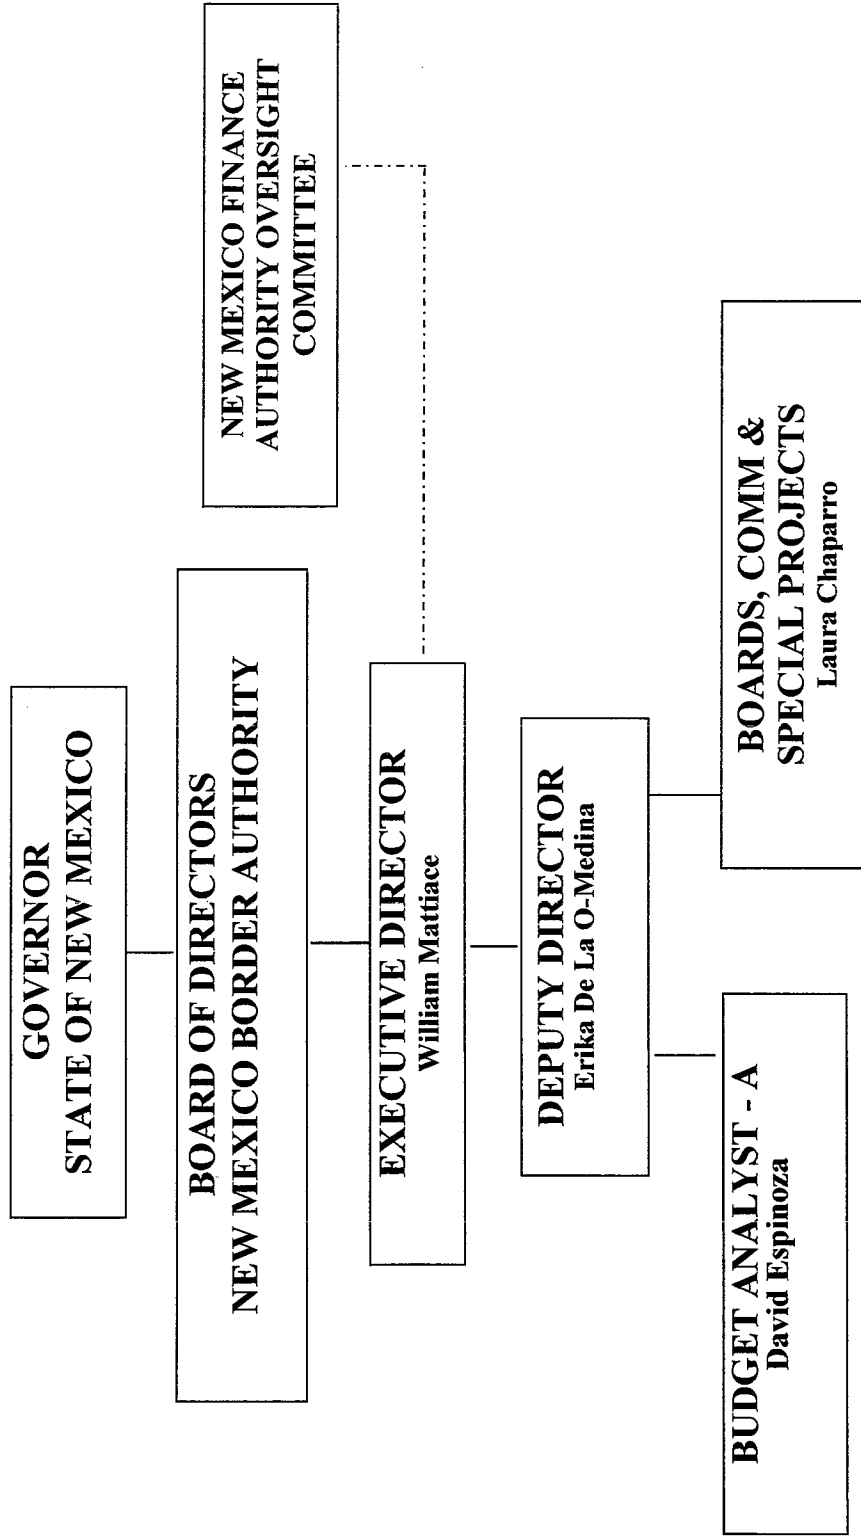 GOVERNOR
STATE OF NEW MEXICO
BOARD OF DIRECTORS
NEW MEXICO BORDER AUTHORITY
NEW MEXICO FINANCE
AUTHORITY OVERSIGHT
COMMITTEE
EXECUTIVE DIRECTOR
William Mattiace
DEPUTY DIRECTOR
Erika De La O-Medina
BUDGET ANALYST - A
David Espinoza
BOARDS, COMM &
SPECIAL PROJECTS
Laura Chaparro